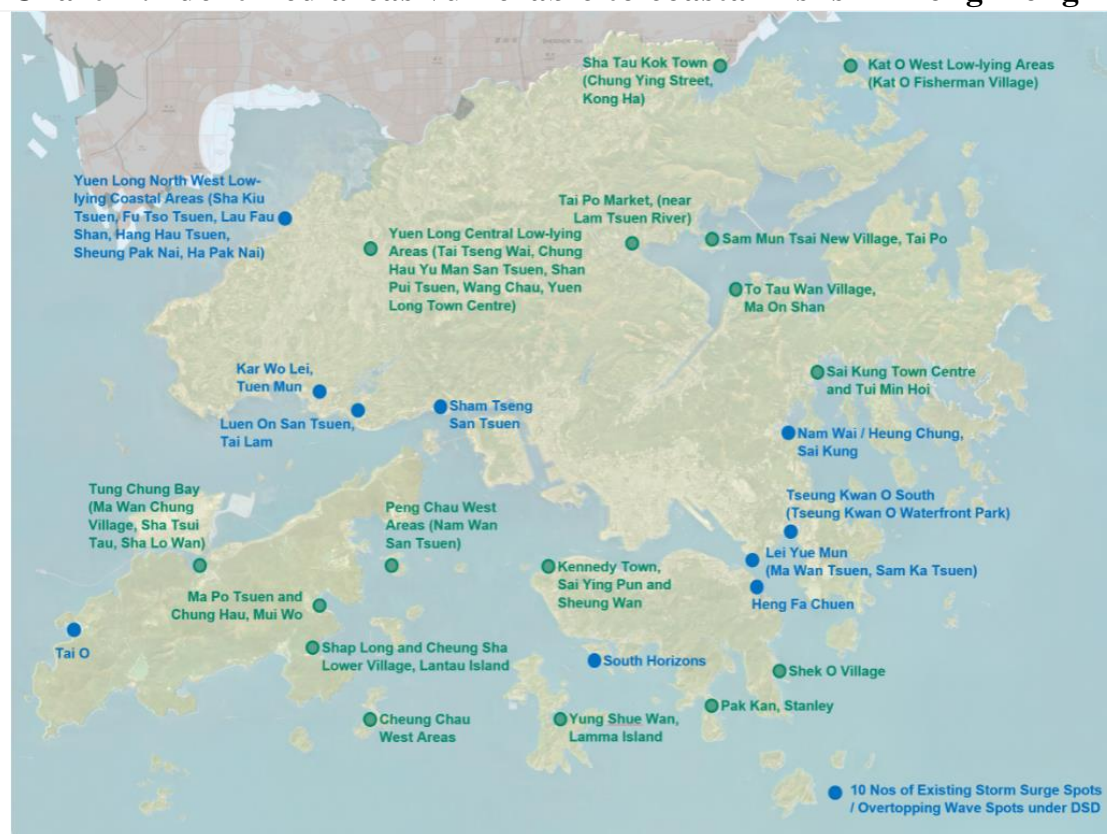 Sha Tau Kok Town
(Chung Ying Street,
Kong Ha)
Kat O West Low-lying Areas
(Kat O Fisherman Village)
Yuen Long North West Low-
lying Coastal Areas (Sha Kiu
Tsuen, Fu Tso Tsuen, Lau Fau
Shan, Hang Hau Tsuen,
Sheung Pak Nai, Ha Pak Nai)
Tai Po Market, (near
Lam Tsuen River)
Yuen Long Central Low-lying
Areas (Tai Tseng Wai, Chung
Hau Yu Man San Tsuen, Shan
Pui Tsuen, Wang Chau, Yuen
Long Town Centre)
Sam Mun Tsai New Village, Tai Po
To Tau Wan Village,
Ma On Shan
Kar Wo Lei,
Tuen Mun
Sai Kung Town Centre
and Tui Min Hoi
Luen On San Tsuen,
Tai Lam
Sham Tseng
San Tsuen
Nam Wai / Heung Chung,
Sai Kung
Tung Chung Bay
(Ma Wan Chung
Village, Sha Tsui
Tau, Sha Lo Wan)
Peng Chau West
Areas (Nam Wan
San Tsuen)
Tseung Kwan O South
(Tseung Kwan O Waterfront Park)
Lei Yue Mun
(Ma Wan Tsuen, Sam Ka Tsuen)
Kennedy Town,
Sai Ying Pun and
Sheung Wan
Heng Fa Chuen
Ma Po Tsuen and
Chung Hau, Mui Wo
Tai O
Shap Long and Cheung Sha
Lower Village, Lantau Island
South Horizons
Shek O Village
Pak Kan, Stanley
Cheung Chau
West Areas
Yung Shue Wan,
Lamma Island
10 Nos of Existing Storm Surge Spots
/ Overtopping Wave Spots under DSD